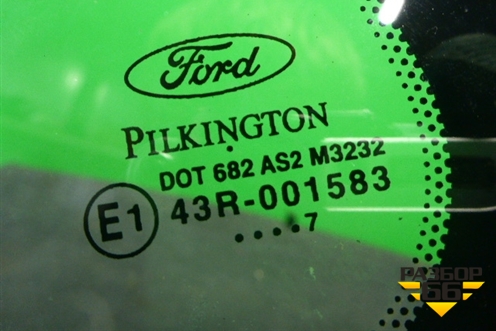 Ford
PILKINGTON
DOT 682 AS2 M3232
E1 43R-001583
....7
РАЗБОР
66